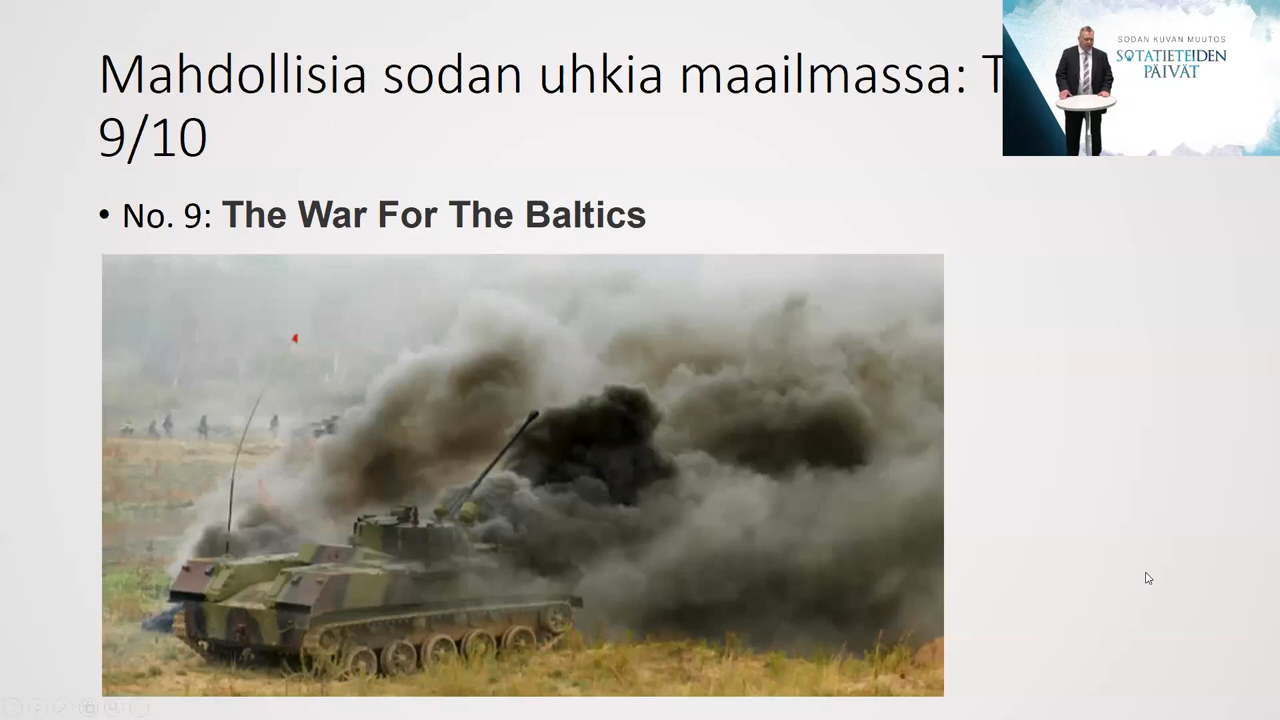 Mahdollisia sodan uhkia maailmassa: T
9/10
• No. 9: The War For The Baltics
SODAN KUVAN MUUTOS
SOTATIETEIDEN
PÄIVÄT